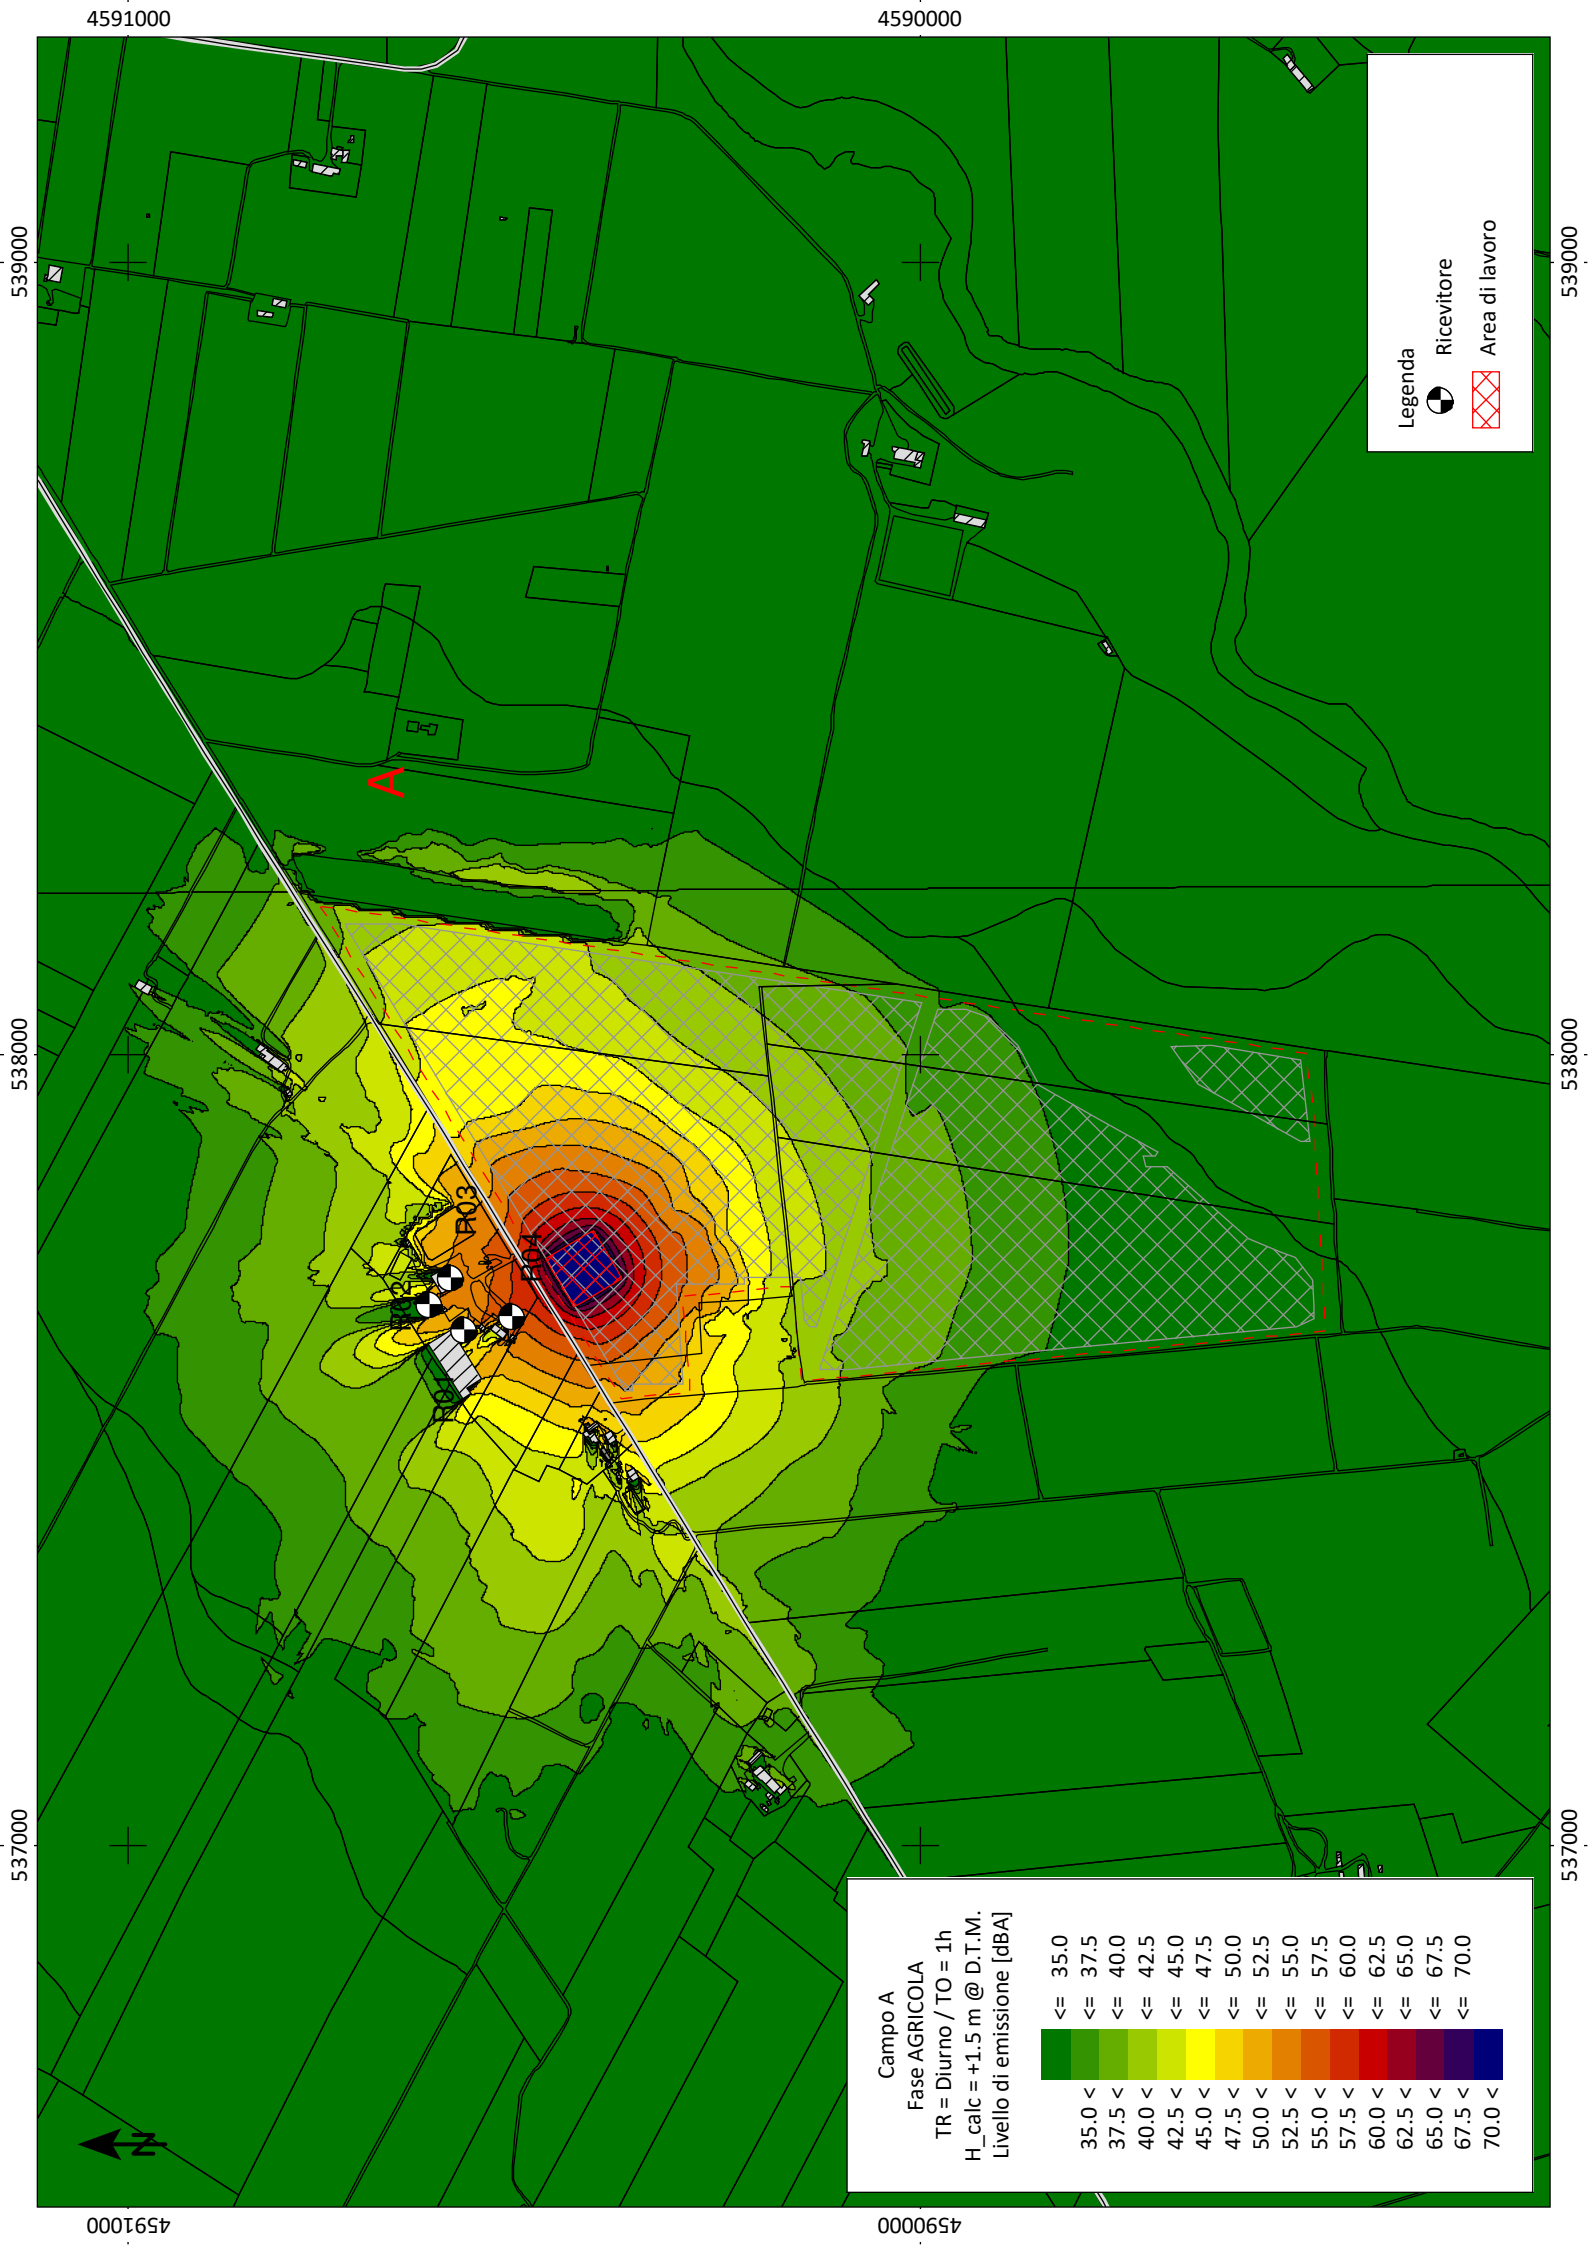 4591000
4590000
539000
539000
538000
538000
537000
537000
4591000
4590000
A
R03
R04
R02
R01
N
Legenda
Ricevitore
Area di lavoro
Campo A
Fase AGRICOLA
TR = Diurno / TO = 1h
H_calc = +1.5 m @ D.T.M.
Livello di emissione [dBA]
<= 35.0
35.0 < <= 37.5
37.5 < <= 40.0
40.0 < <= 42.5
42.5 < <= 45.0
45.0 < <= 47.5
47.5 < <= 50.0
50.0 < <= 52.5
52.5 < <= 55.0
55.0 < <= 57.5
57.5 < <= 60.0
60.0 < <= 62.5
62.5 < <= 65.0
65.0 < <= 67.5
67.5 < <= 70.0
70.0 <